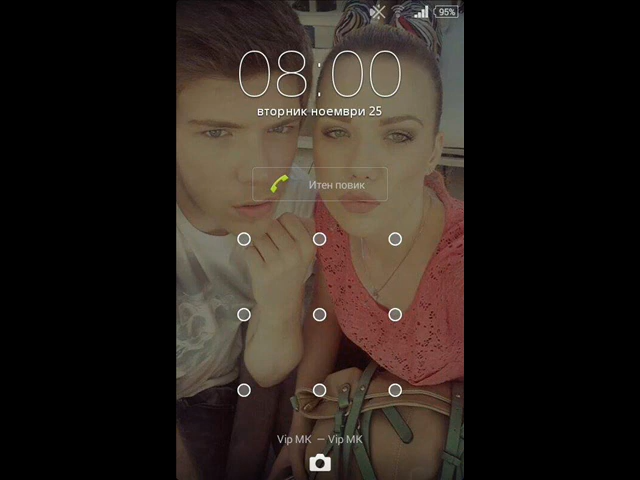 95%
08:00
вторник ноември 25
Итен повик
Vip MK — Vip MK